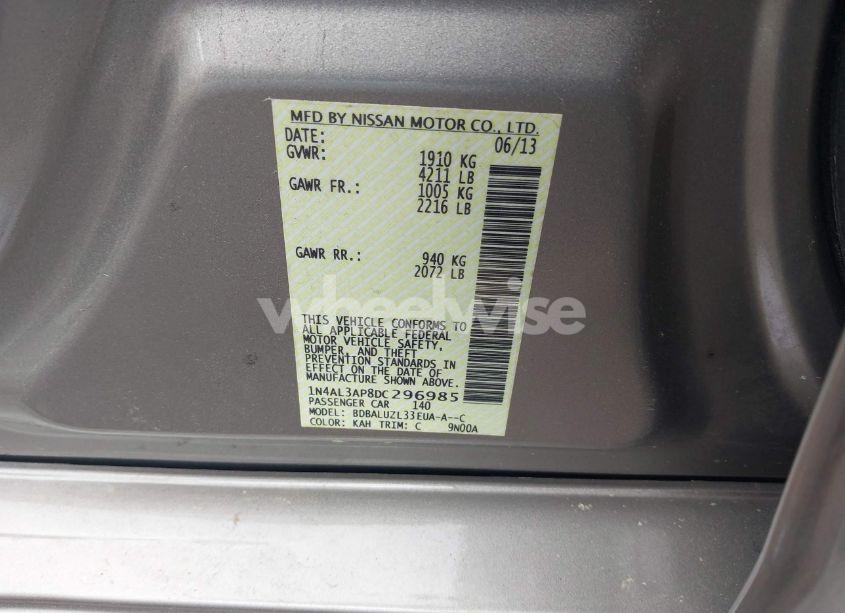 MFD BY NISSAN MOTOR CO., LTD.
DATE: 06/13
GVWR: 1910 KG
4211 LB
GAWR FR.: 1005 KG
2216 LB
GAWR RR.: 940 KG
2072 LB
wheelwise
THIS VEHICLE CONFORMS TO
ALL APPLICABLE FEDERAL
MOTOR VEHICLE SAFETY,
BUMPER, AND THEFT
PREVENTION STANDARDS IN
EFFECT ON THE DATE OF
MANUFACTURE SHOWN ABOVE.
1N4AL3AP8DC296985
PASSENGER CAR 140
MODEL: BDBALUZL33EUA-A--C
COLOR: KAH TRIM: C 9N00A